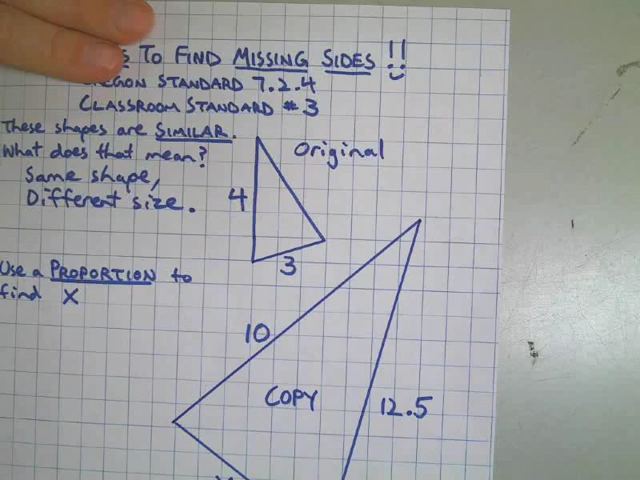 To FIND MISSING SIDES !!
STANDARD 7.2.4
CLASSROOM STANDARD #3
These shapes are SIMILAR.
What does that mean?
Same shape,
Different size.
Original
4
3
Use a PROPORTION to
find X
10
COPY
12.5